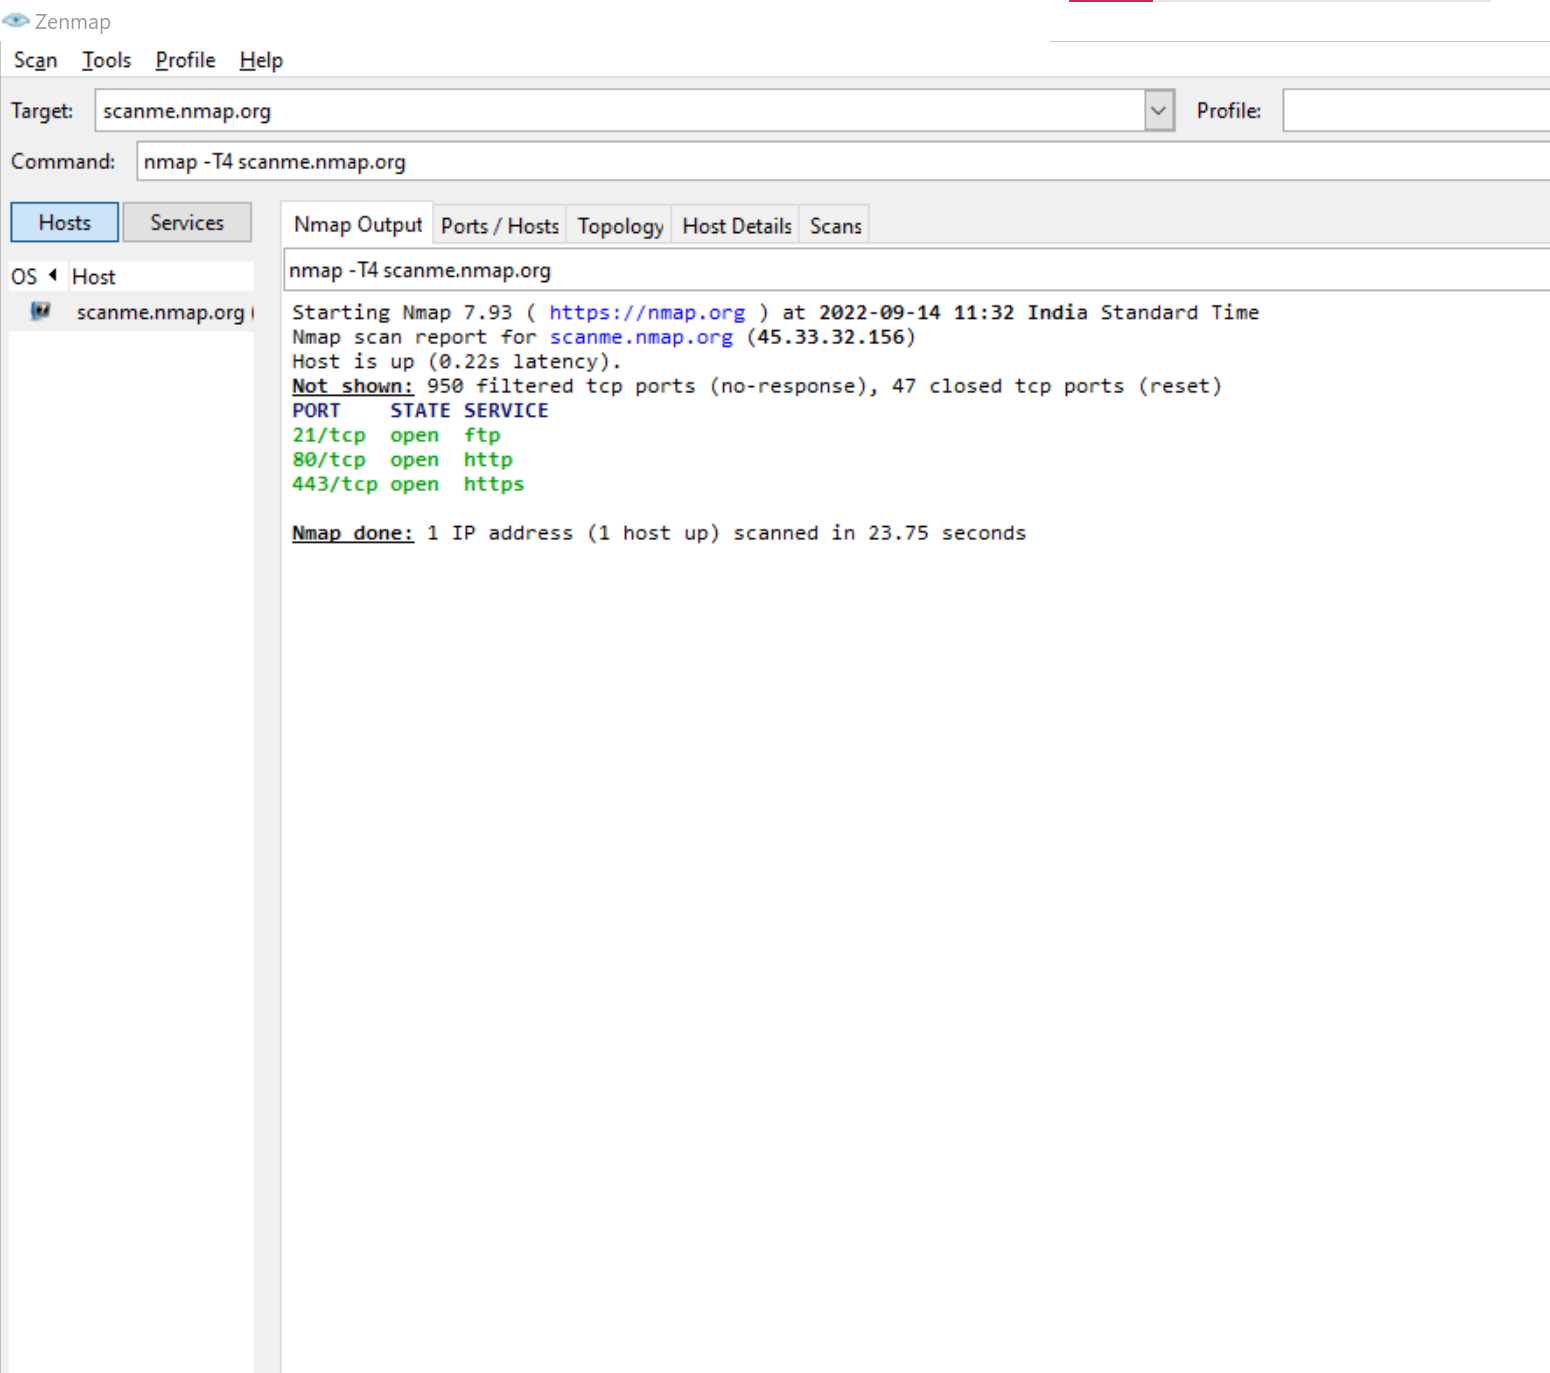 Zenmap
Scan Tools Profile Help
Target: scanme.nmap.org Profile:
Command: nmap -T4 scanme.nmap.org
Hosts Services Nmap Output Ports / Hosts Topology Host Details Scans
nmap -T4 scanme.nmap.org
OS Host
scanme.nmap.org (
Starting Nmap 7.93 ( https://nmap.org ) at 2022-09-14 11:32 India Standard Time
Nmap scan report for scanme.nmap.org (45.33.32.156)
Host is up (0.22s latency).
Not shown: 950 filtered tcp ports (no-response), 47 closed tcp ports (reset)
PORT STATE SERVICE
21/tcp open ftp
80/tcp open http
443/tcp open https
Nmap done: 1 IP address (1 host up) scanned in 23.75 seconds